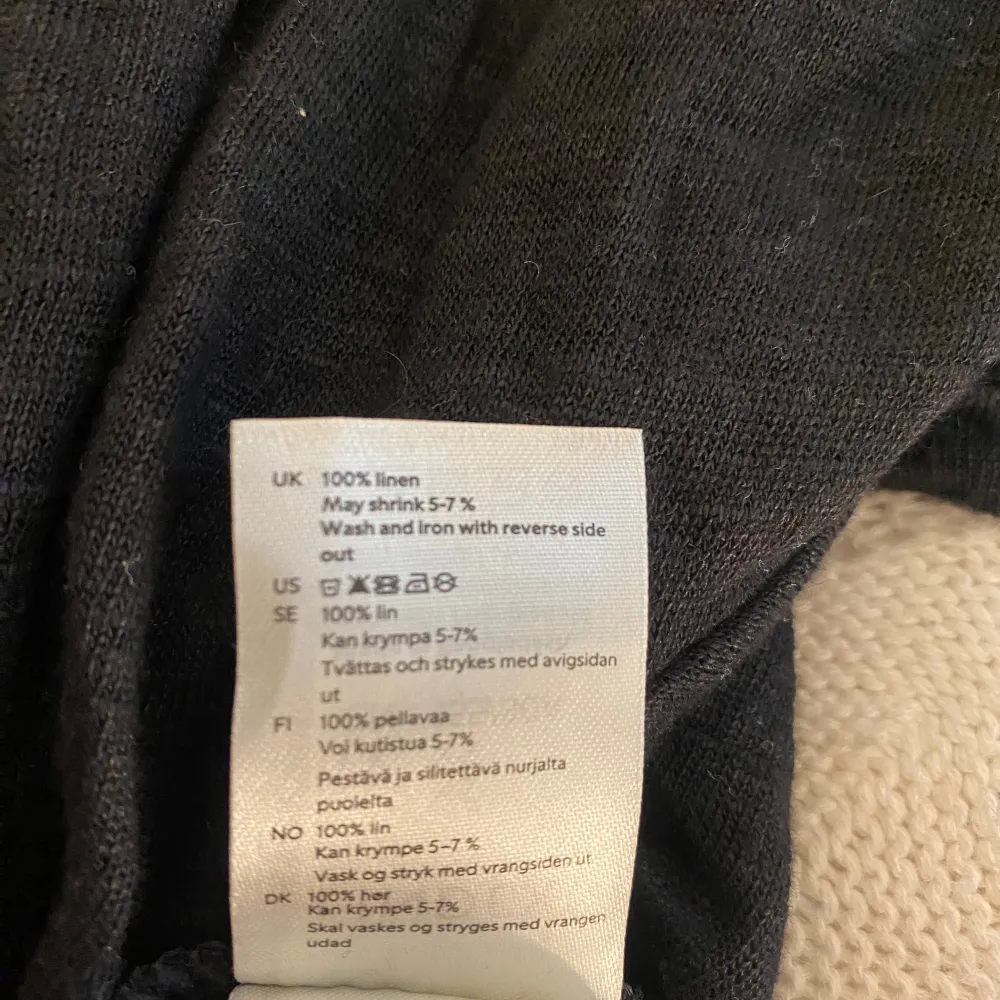 UK 100% linen
May shrink 5-7 %
Wash and iron with reverse side
out
US
SE 100% lin
Kan krympa 5-7%
Tvättas och strykes med avigsidan
ut
FI 100% pellavaa
Voi kutistua 5-7%
Pestävä ja silitettävä nurjalta
puolelta
NO 100% lin
Kan krympe 5-7 %
Vask og stryk med vrangsiden ut
DK 100% hør
Kan krympe 5-7%
Skal vaskes og stryges med vrangen
udad